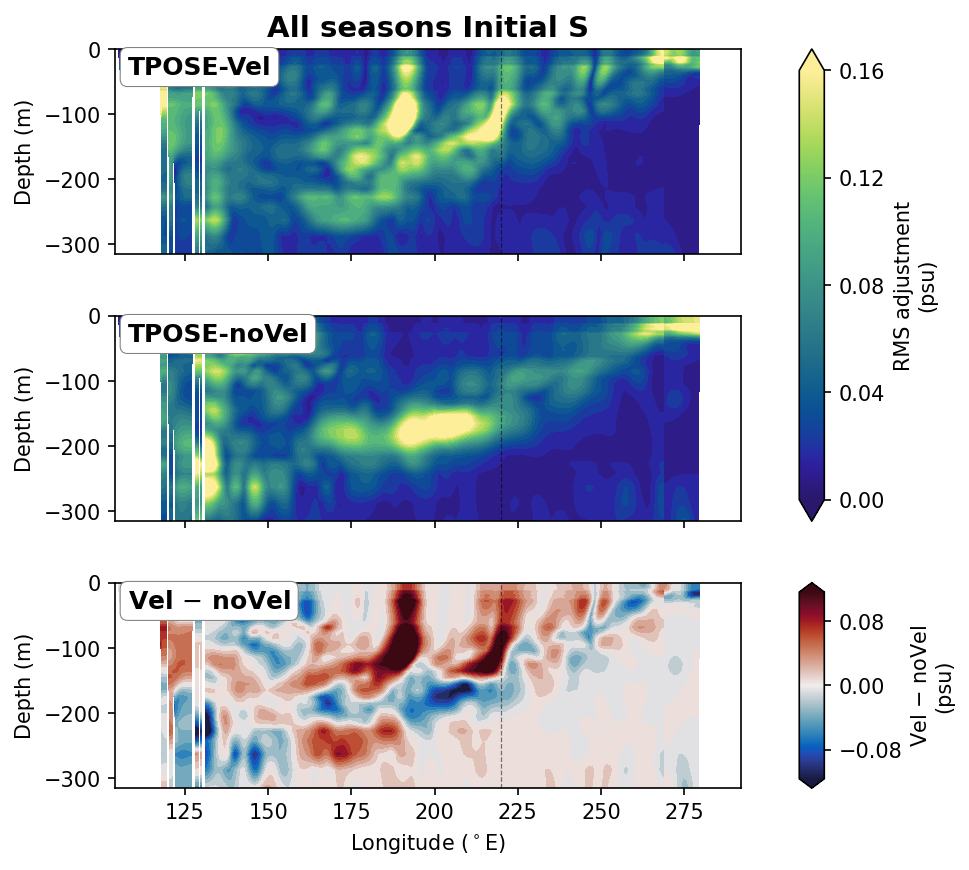 All seasons Initial S
TPOSE-Vel
0
−100
−200
−300
Depth (m)
TPOSE-noVel
0
−100
−200
−300
Depth (m)
Vel − noVel
0
−100
−200
−300
Depth (m)
125 150 175 200 225 250 275
Longitude (°E)
0.16
0.12
0.08
0.04
0.00
RMS adjustment
(psu)
0.08
0.00
−0.08
Vel − noVel
(psu)